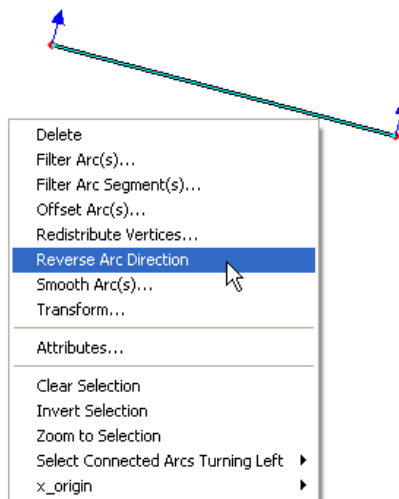 Delete
Filter Arc(s)...
Filter Arc Segment(s)...
Offset Arc(s)...
Redistribute Vertices...
Reverse Arc Direction
Smooth Arc(s)...
Transform...
Attributes...
Clear Selection
Invert Selection
Zoom to Selection
Select Connected Arcs Turning Left
x_origin